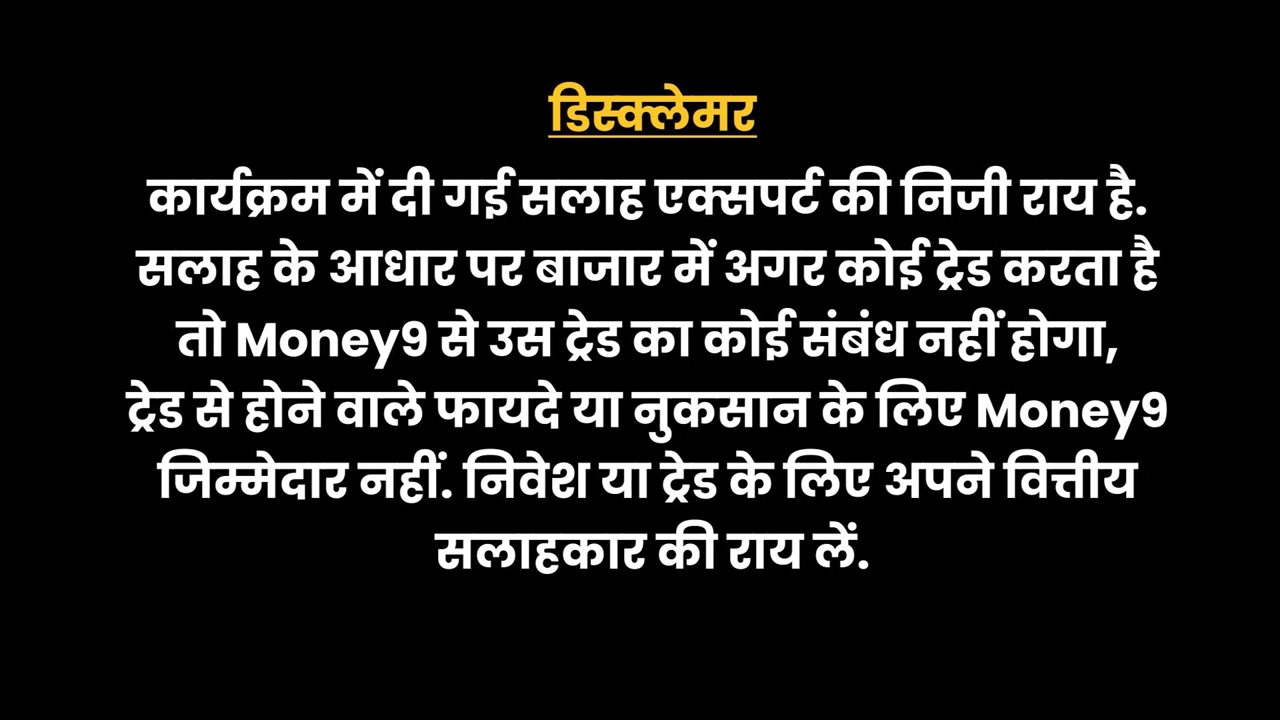 डिस्क्लेमर
कार्यक्रम में दी गई सलाह एक्सपर्ट की निजी राय है.
सलाह के आधार पर बाजार में अगर कोई ट्रेड करता है
तो Money9 से उस ट्रेड का कोई संबंध नहीं होगा,
ट्रेड से होने वाले फायदे या नुकसान के लिए Money9
जिम्मेदार नहीं. निवेश या ट्रेड के लिए अपने वित्तीय
सलाहकार की राय लें.